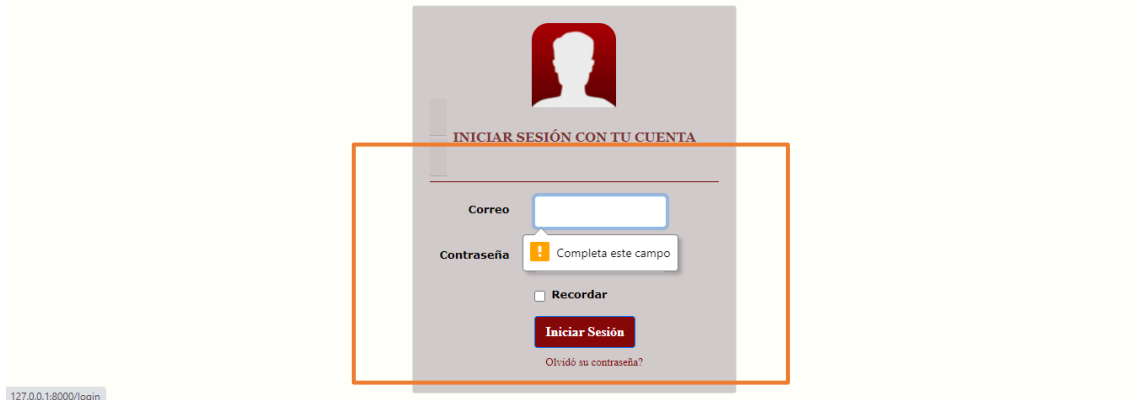 INICIAR SESIÓN CON TU CUENTA
Correo
Contraseña
Completa este campo
Recordar
Iniciar Sesión
Olvidó su contraseña?
127.0.0.1:8000/login